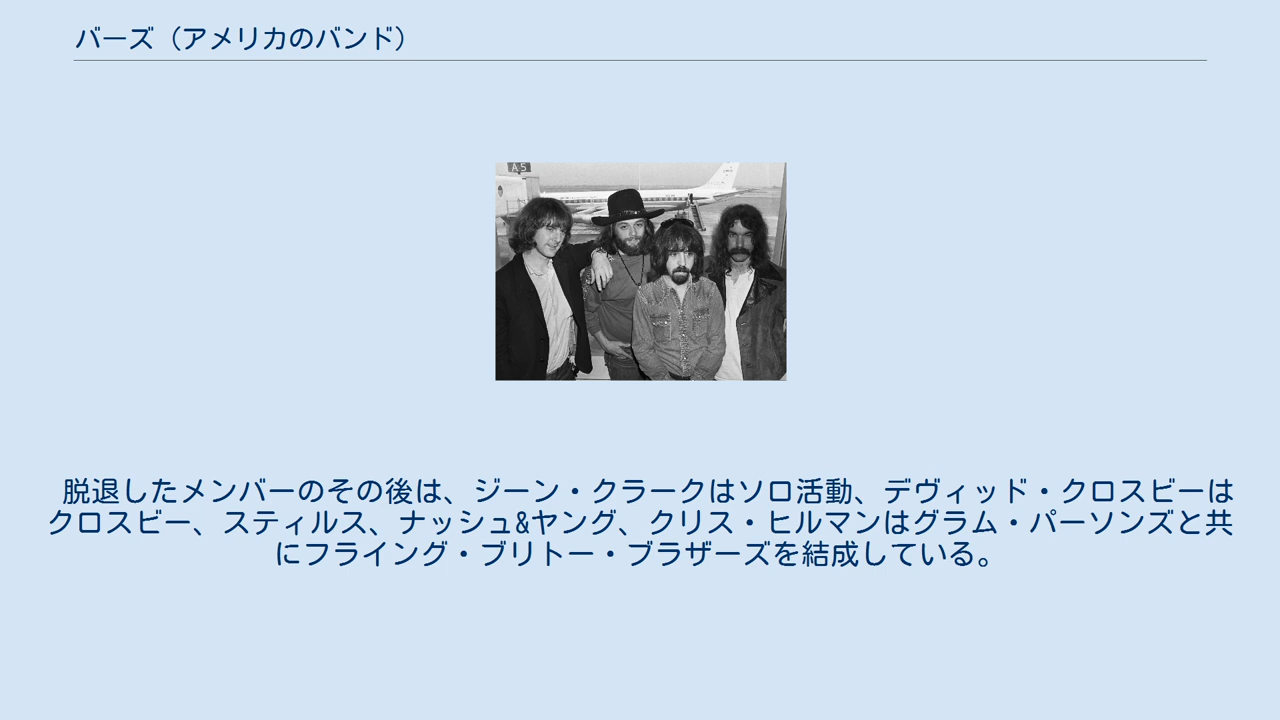 バーズ（アメリカのバンド）
A5
脱退したメンバーのその後は、ジーン・クラークはソロ活動、デヴィッド・クロスビーは
クロスビー、スティルス、ナッシュ&ヤング、クリス・ヒルマンはグラム・パーソンズと共
にフライング・ブリトー・ブラザーズを結成している。